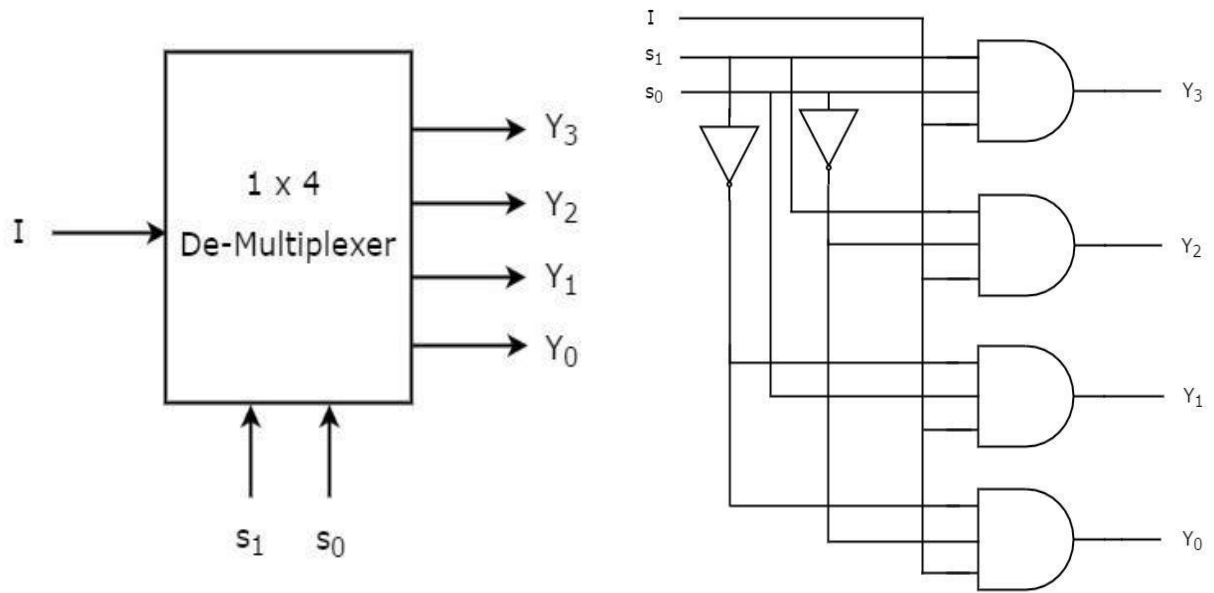 1 x 4
De-Multiplexer
I
Y₃
Y₂
Y₁
Y₀
s₁ s₀
I
s₁
s₀
Y₃
Y₂
Y₁
Y₀